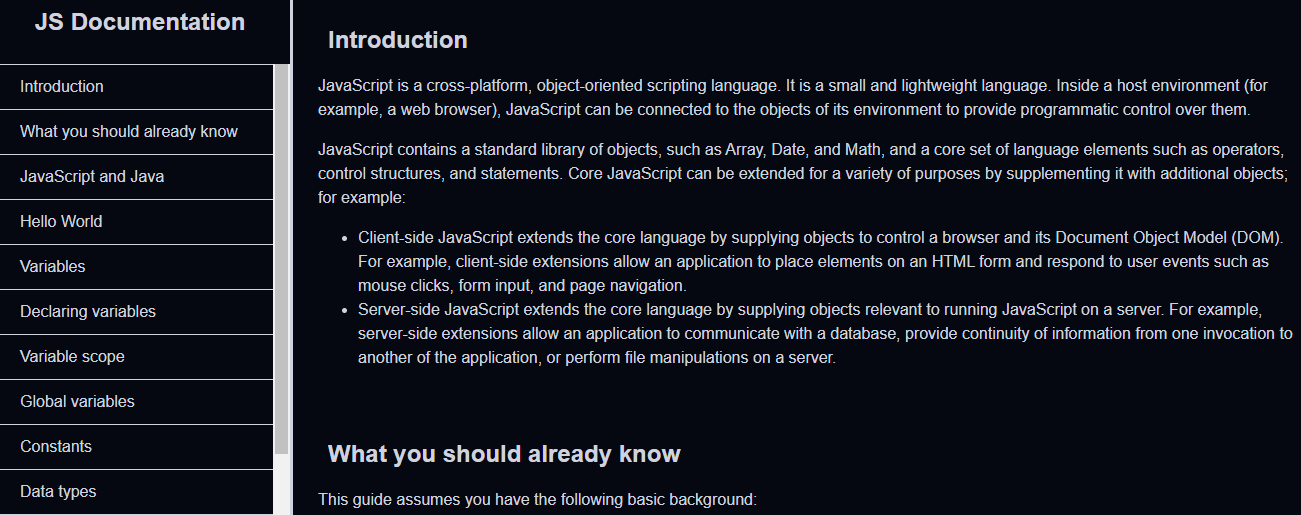 JS Documentation
Introduction
What you should already know
JavaScript and Java
Hello World
Variables
Declaring variables
Variable scope
Global variables
Constants
Data types
Introduction
JavaScript is a cross-platform, object-oriented scripting language. It is a small and lightweight language. Inside a host environment (for
example, a web browser), JavaScript can be connected to the objects of its environment to provide programmatic control over them.
JavaScript contains a standard library of objects, such as Array, Date, and Math, and a core set of language elements such as operators,
control structures, and statements. Core JavaScript can be extended for a variety of purposes by supplementing it with additional objects;
for example:
• Client-side JavaScript extends the core language by supplying objects to control a browser and its Document Object Model (DOM).
For example, client-side extensions allow an application to place elements on an HTML form and respond to user events such as
mouse clicks, form input, and page navigation.
• Server-side JavaScript extends the core language by supplying objects relevant to running JavaScript on a server. For example,
server-side extensions allow an application to communicate with a database, provide continuity of information from one invocation to
another of the application, or perform file manipulations on a server.
What you should already know
This guide assumes you have the following basic background: